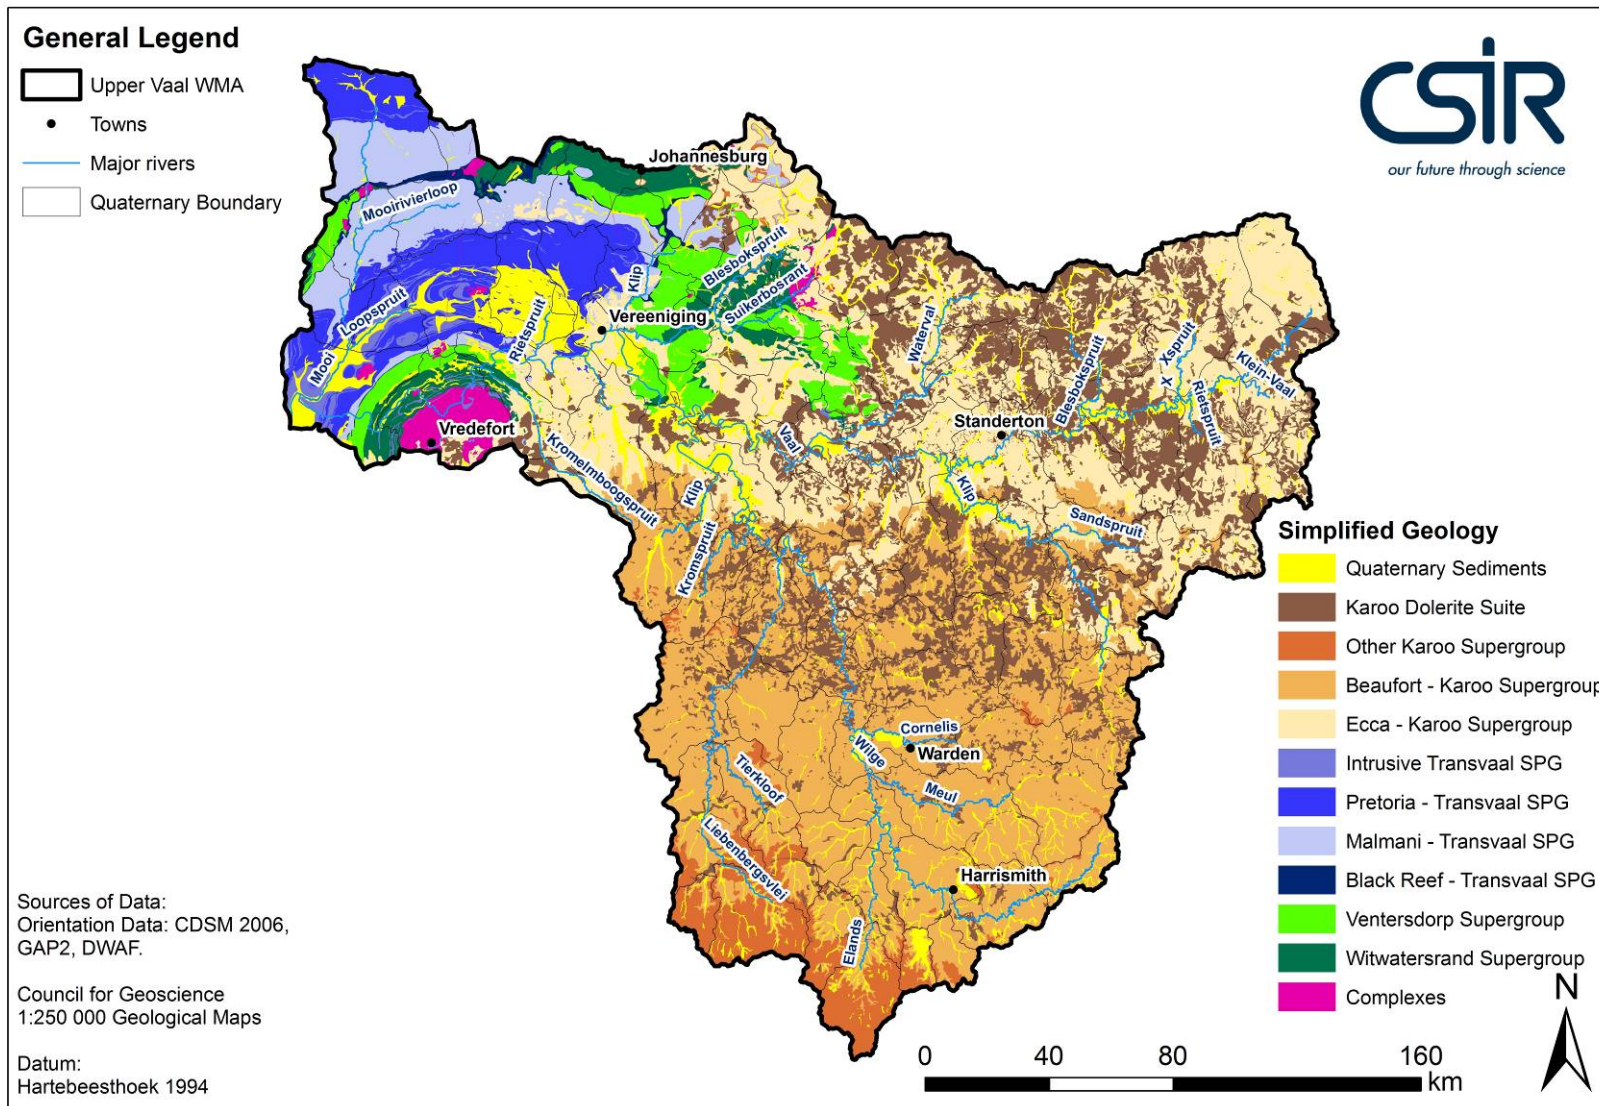 General Legend
Upper Vaal WMA
Towns
Major rivers
Quaternary Boundary
CSIR
our future through science
Johannesburg
Mooirivierloop
Blesbokspruit
Klip
Suikerbosrant
Loopspruit
Vereeniging
Rietspruit
Mooi
Waterval
Blesbokspruit
X
Xspruit
Klein-Vaal
Rietspruit
Vredefort
Standerton
Vaal
Kromelmboogspruit
Klip
Klip
Sandspruit
Kromspruit
Cornelis
Warden
Wilge
Meul
Tierkloof
Liebenbergsvlei
Harrismith
Elands
Simplified Geology
Quaternary Sediments
Karoo Dolerite Suite
Other Karoo Supergroup
Beaufort - Karoo Supergroup
Ecca - Karoo Supergroup
Intrusive Transvaal SPG
Pretoria - Transvaal SPG
Malmani - Transvaal SPG
Black Reef - Transvaal SPG
Ventersdorp Supergroup
Witwatersrand Supergroup
Complexes
Sources of Data:
Orientation Data: CDSM 2006,
GAP2, DWAF.
Council for Geoscience
1:250 000 Geological Maps
Datum:
Hartebeesthoek 1994
N
0 40 80 160
km